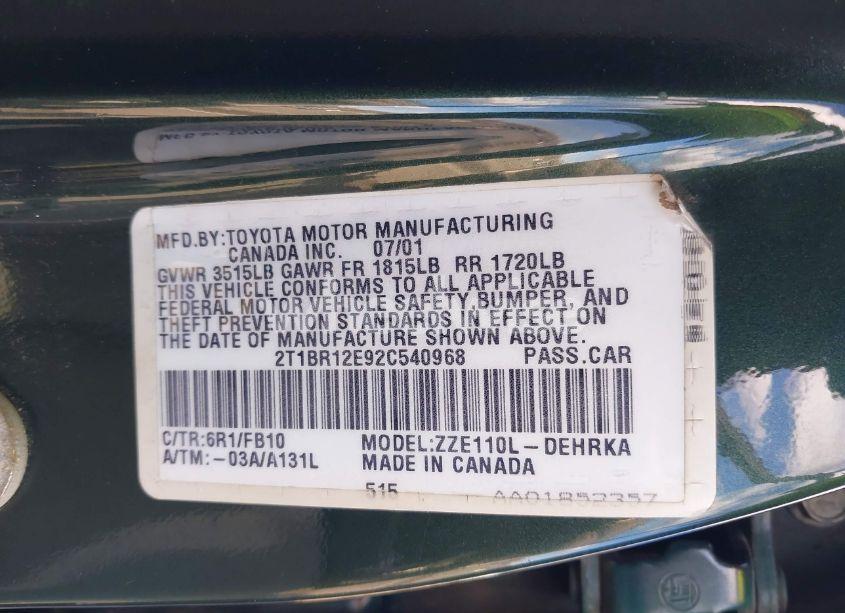 MFD.BY:TOYOTA MOTOR MANUFACTURING
CANADA INC. 07/01
GVWR 3515LB GAWR FR 1815LB RR 1720LB
THIS VEHICLE CONFORMS TO ALL APPLICABLE
FEDERAL MOTOR VEHICLE SAFETY,BUMPER, AND
THEFT PREVENTION STANDARDS IN EFFECT ON
THE DATE OF MANUFACTURE SHOWN ABOVE.
2T1BR12E92C540968 PASS.CAR
C/TR:6R1/FB10 MODEL:ZZE110L-DEHRKA
A/TM:-03A/A131L MADE IN CANADA
515 AA01852357